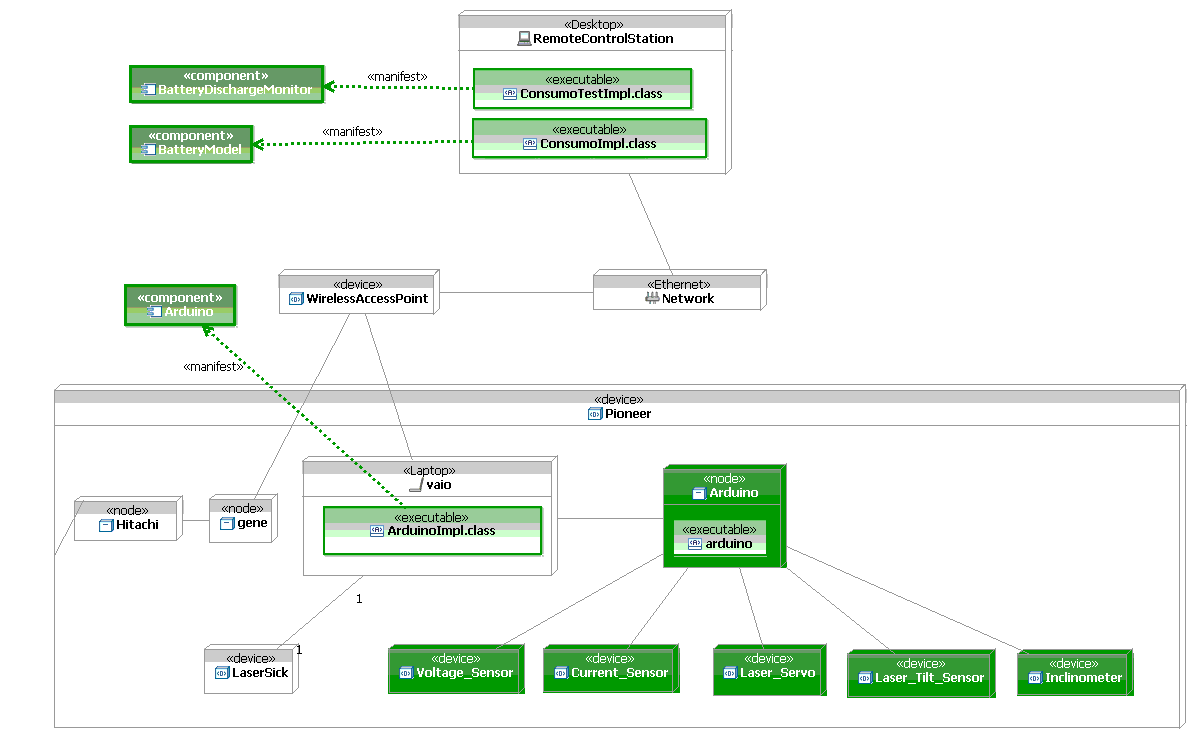 «Desktop»
RemoteControlStation
«component»
BatteryDischargeMonitor
«manifest»
«executable»
ConsumoTestImpl.class
«component»
BatteryModel
«manifest»
«executable»
ConsumoImpl.class
«component»
Arduino
«device»
WirelessAccessPoint
«Ethernet»
Network
«manifest»
«device»
Pioneer
«node»
Hitachi
«node»
gene
«Laptop»
vaio
«executable»
ArduinoImpl.class
«node»
Arduino
«executable»
arduino
1
1
«device»
LaserSick
«device»
Voltage_Sensor
«device»
Current_Sensor
«device»
Laser_Servo
«device»
Laser_Tilt_Sensor
«device»
Inclinometer